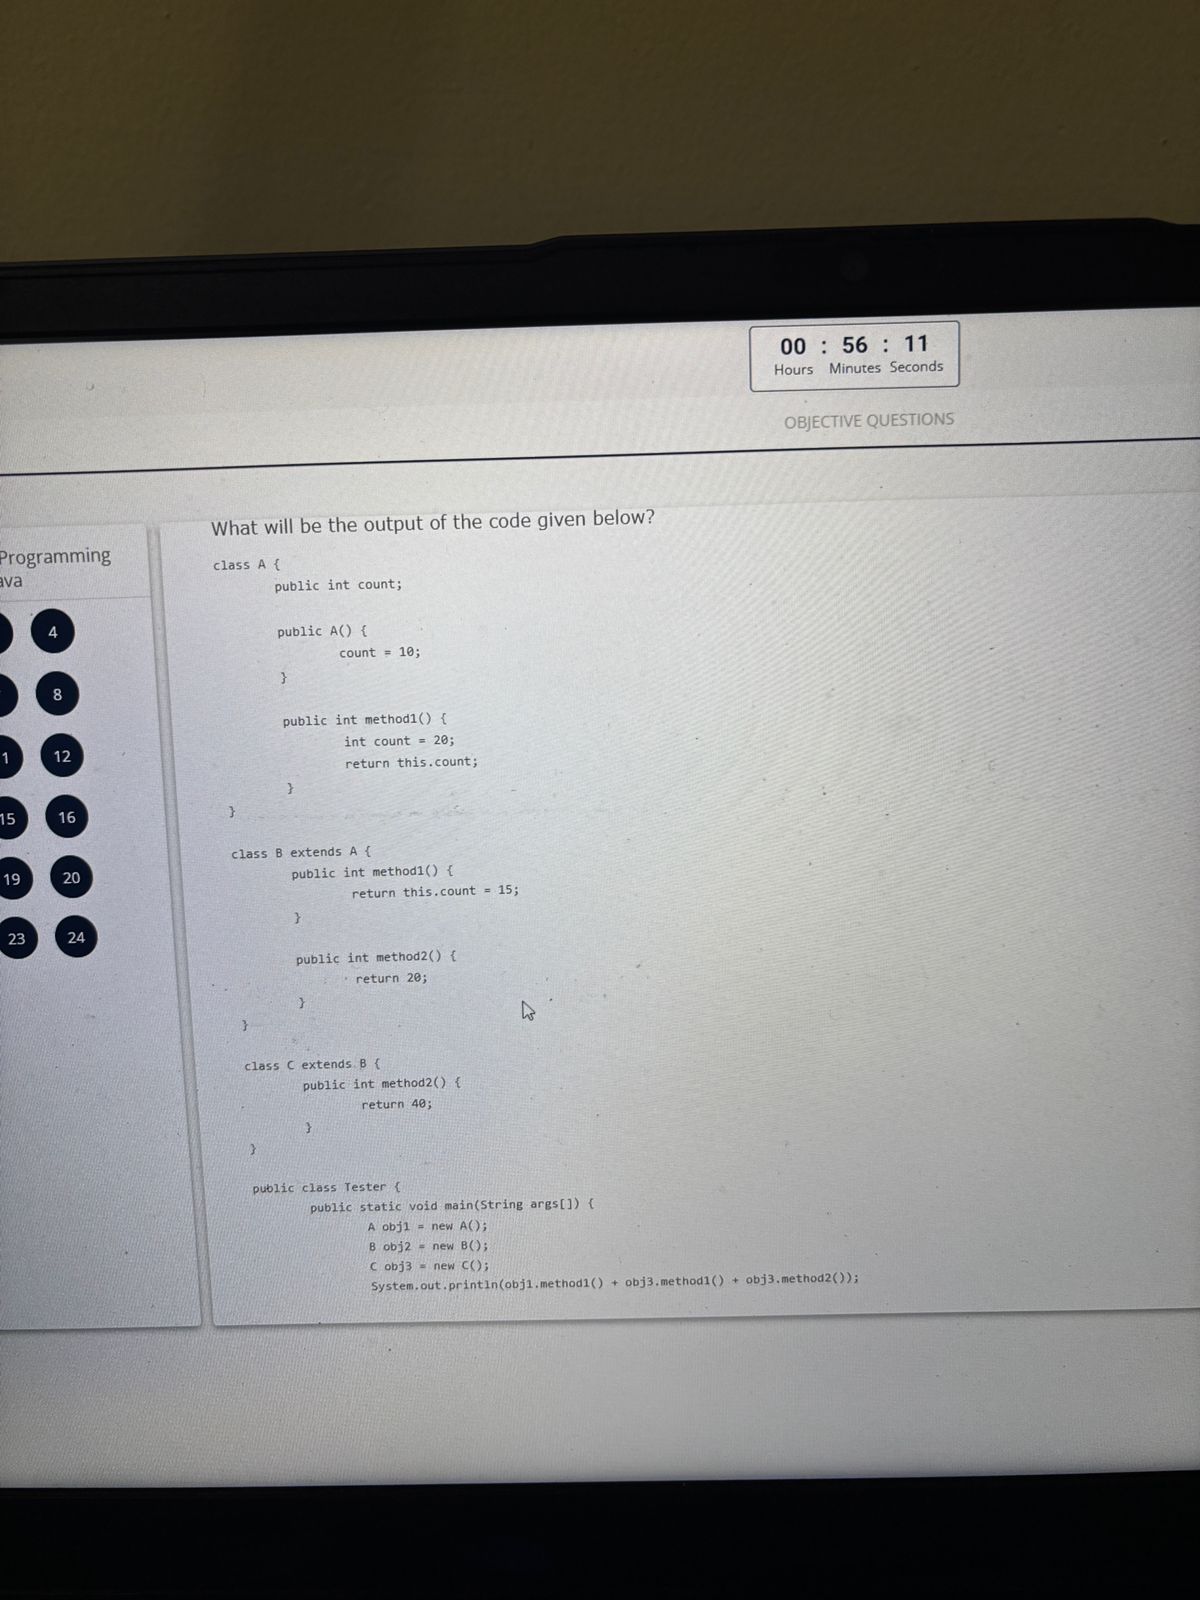 00 : 56 : 11
Hours Minutes Seconds
OBJECTIVE QUESTIONS
Programming
ava
4
8
1 12
15 16
19 20
23 24
What will be the output of the code given below?
class A {
public int count;
public A() {
count = 10;
}
public int method1() {
int count = 20;
return this.count;
}
}
class B extends A {
public int method1() {
return this.count = 15;
}
public int method2() {
return 20;
}
}
class C extends B {
public int method2() {
return 40;
}
}
public class Tester {
public static void main(String args[]) {
A obj1 = new A();
B obj2 = new B();
C obj3 = new C();
System.out.println(obj1.method1() + obj3.method1() + obj3.method2());